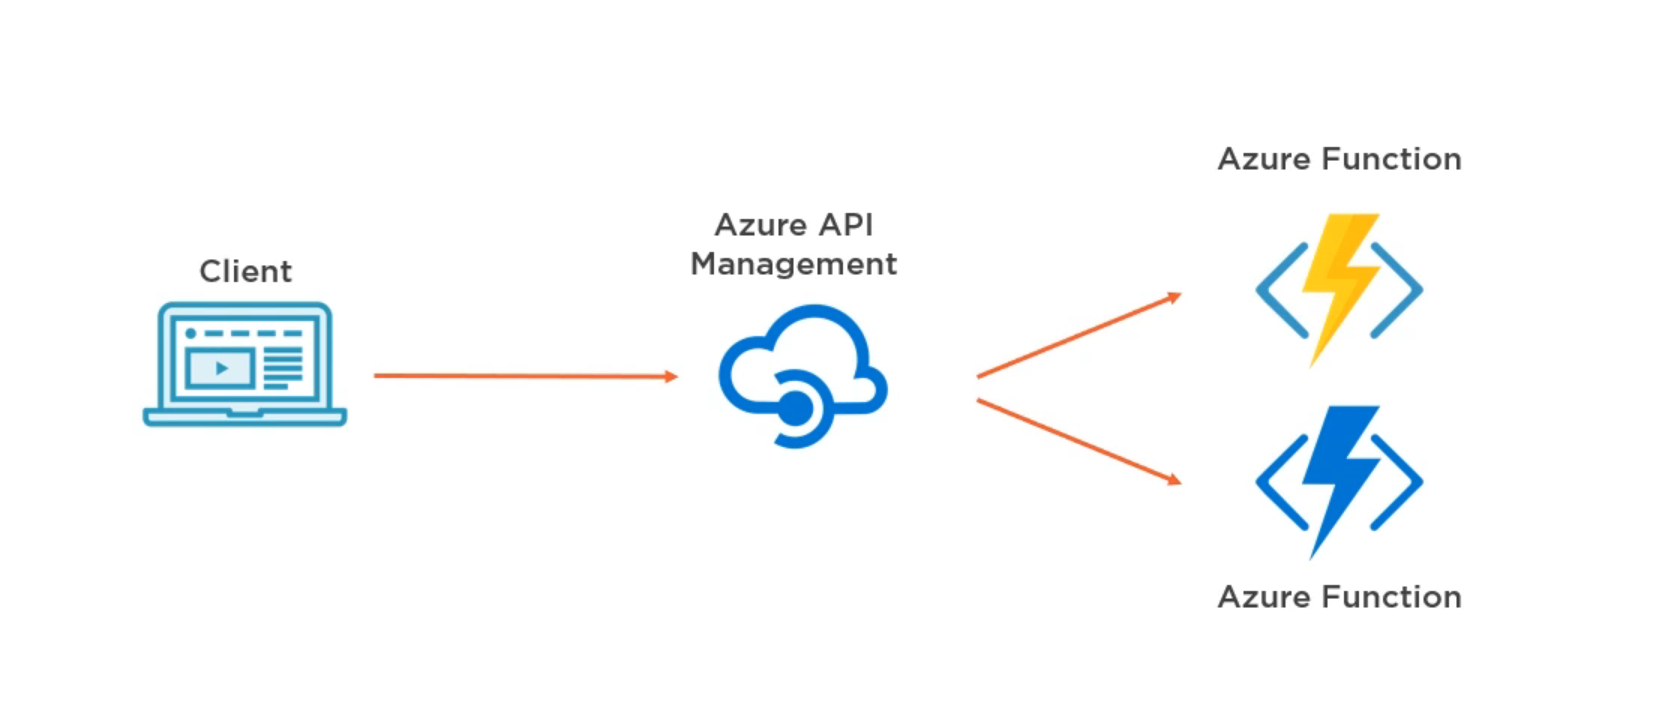 Client
Azure API
Management
Azure Function
Azure Function